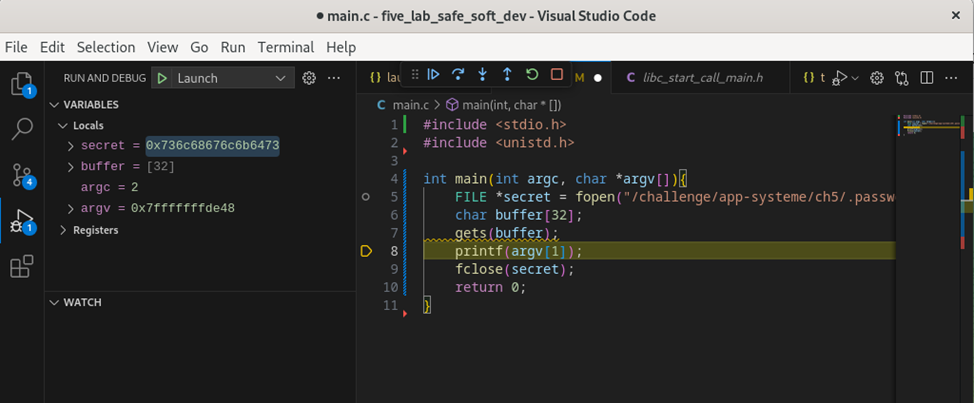 ● main.c - five_lab_safe_soft_dev - Visual Studio Code
File Edit Selection View Go Run Terminal Help
RUN AND DEBUG Launch
M ● libc_start_call_main.h
main.c > main(int, char * [])
VARIABLES
Locals
secret = 0x736c68676c6b6473
buffer = [32]
argc = 2
argv = 0x7fffffffde48
Registers
WATCH
1 #include <stdio.h>
2 #include <unistd.h>
3
4 int main(int argc, char *argv[]){
5 FILE *secret = fopen("/challenge/app-systeme/ch5/.passw
6 char buffer[32];
7 gets(buffer);
8 printf(argv[1]);
9 fclose(secret);
10 return 0;
11 }
1
4
1